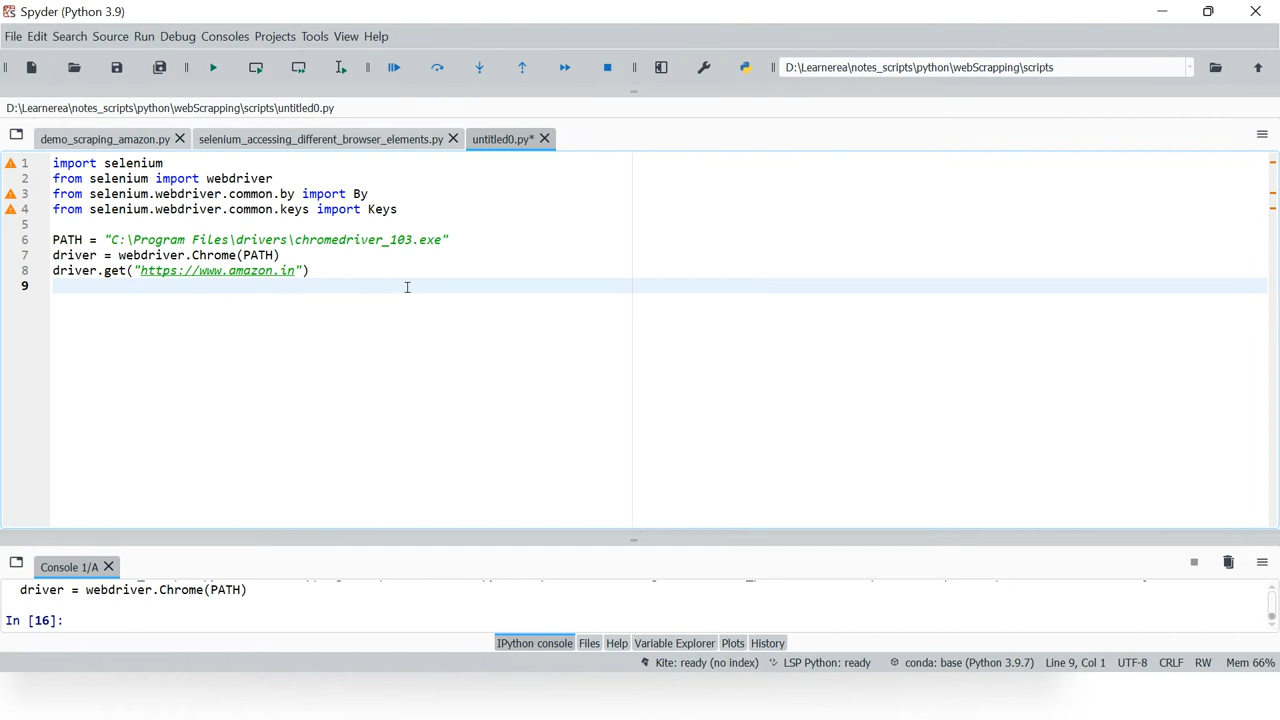 Spyder (Python 3.9)
File Edit Search Source Run Debug Consoles Projects Tools View Help
D:\Learnerea\notes_scripts\python\webScrapping\scripts
D:\Learnerea\notes_scripts\python\webScrapping\scripts\untitled0.py
demo_scraping_amazon.py selenium_accessing_different_browser_elements.py untitled0.py*
1 import selenium
2 from selenium import webdriver
3 from selenium.webdriver.common.by import By
4 from selenium.webdriver.common.keys import Keys
5
6 PATH = "C:\Program Files\drivers\chromedriver_103.exe"
7 driver = webdriver.Chrome(PATH)
8 driver.get("https://www.amazon.in")
9
Console 1/A
driver = webdriver.Chrome(PATH)
In [16]:
IPython console Files Help Variable Explorer Plots History
Kite: ready (no index) LSP Python: ready conda: base (Python 3.9.7) Line 9, Col 1 UTF-8 CRLF RW Mem 66%